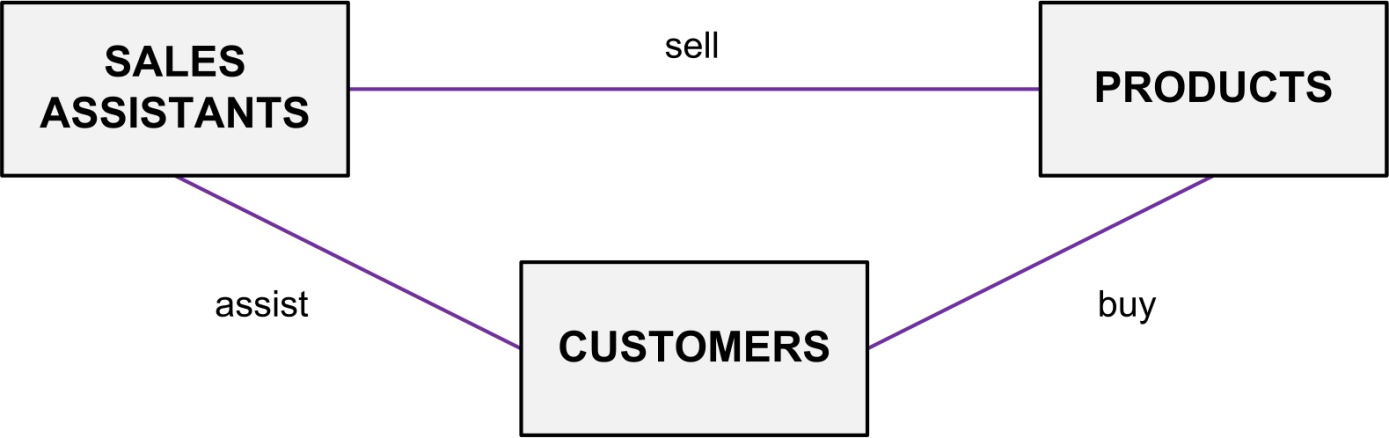 SALES
ASSISTANTS
sell
PRODUCTS
assist
CUSTOMERS
buy